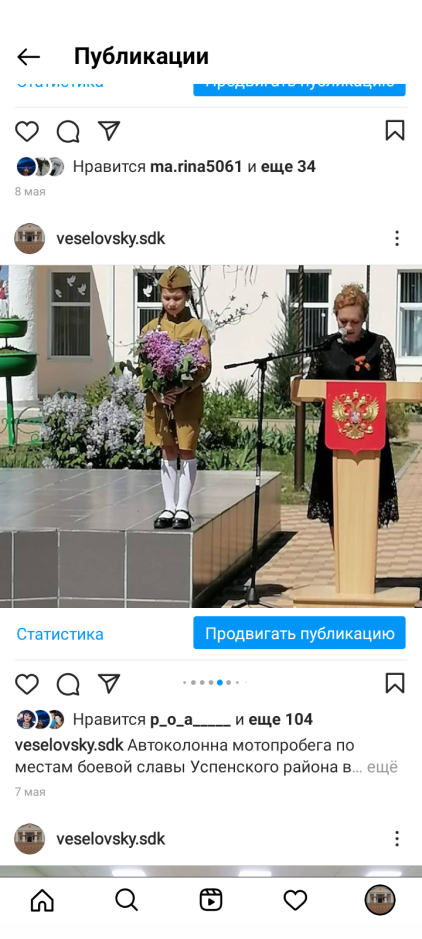 Публикации
Статистика
Продвигать публикацию
Нравится ma.rina5061 и еще 34
8 мая
veselovsky.sdk
Статистика
Продвигать публикацию
Нравится p_o_a_____ и еще 104
veselovsky.sdk Автоколонна мотопробега по
местам боевой славы Успенского района в... ещё
7 мая
veselovsky.sdk